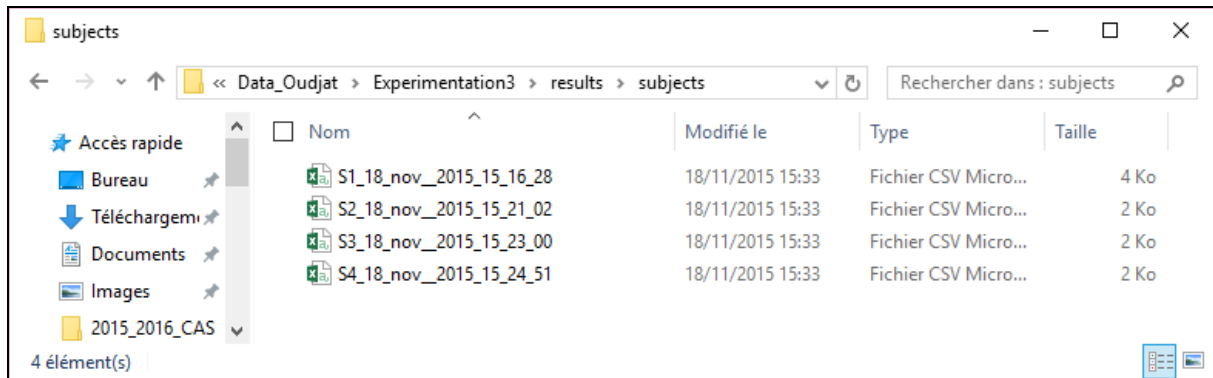 subjects
« Data_Oudjat > Experimentation3 > results > subjects Rechercher dans : subjects
Accès rapide
Bureau
Téléchargem
Documents
Images
2015_2016_CAS
Nom Modifié le Type Taille
S1_18_nov__2015_15_16_28 18/11/2015 15:33 Fichier CSV Micro... 4 Ko
S2_18_nov__2015_15_21_02 18/11/2015 15:33 Fichier CSV Micro... 2 Ko
S3_18_nov__2015_15_23_00 18/11/2015 15:33 Fichier CSV Micro... 2 Ko
S4_18_nov__2015_15_24_51 18/11/2015 15:33 Fichier CSV Micro... 2 Ko
4 élément(s)